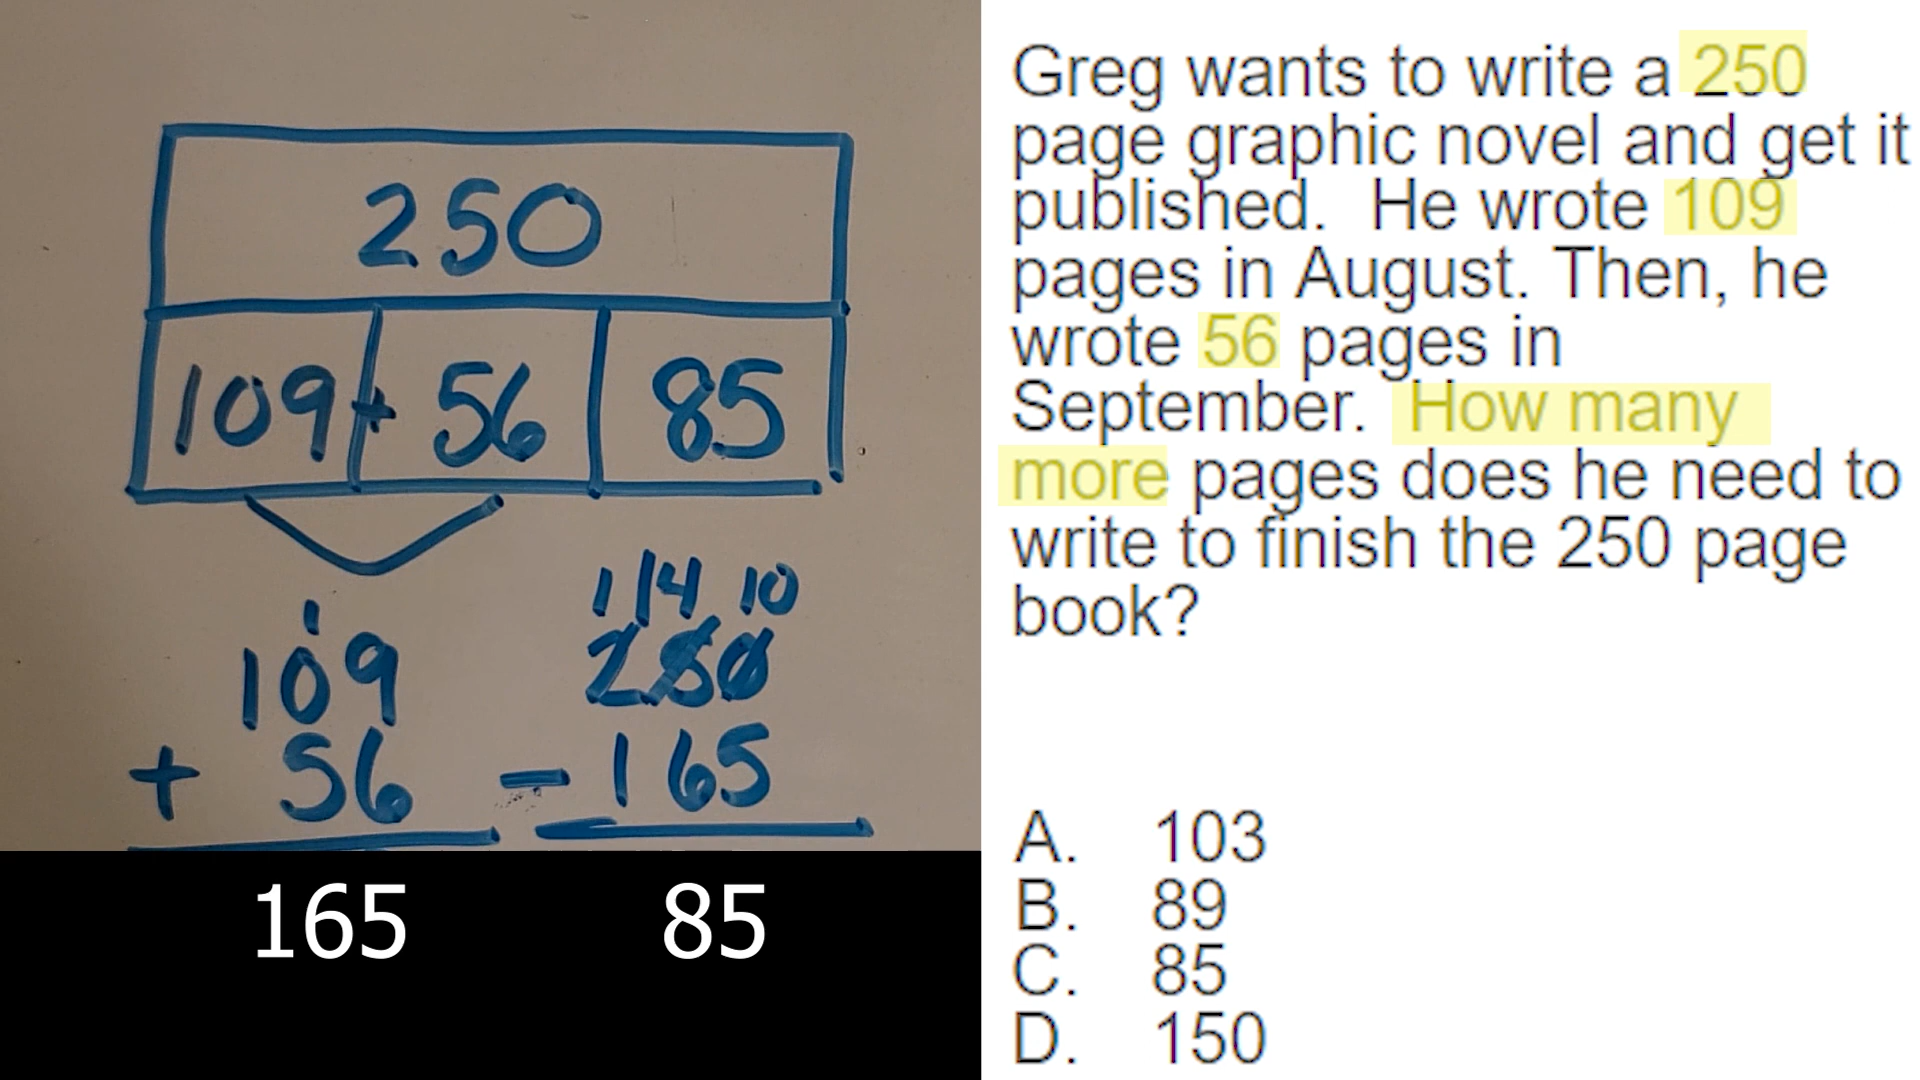 250
109 + 56 85
1
109
+ 56
165
1 14 10
250
- 165
85
Greg wants to write a 250
page graphic novel and get it
published. He wrote 109
pages in August. Then, he
wrote 56 pages in
September. How many
more pages does he need to
write to finish the 250 page
book?
A. 103
B. 89
C. 85
D. 150